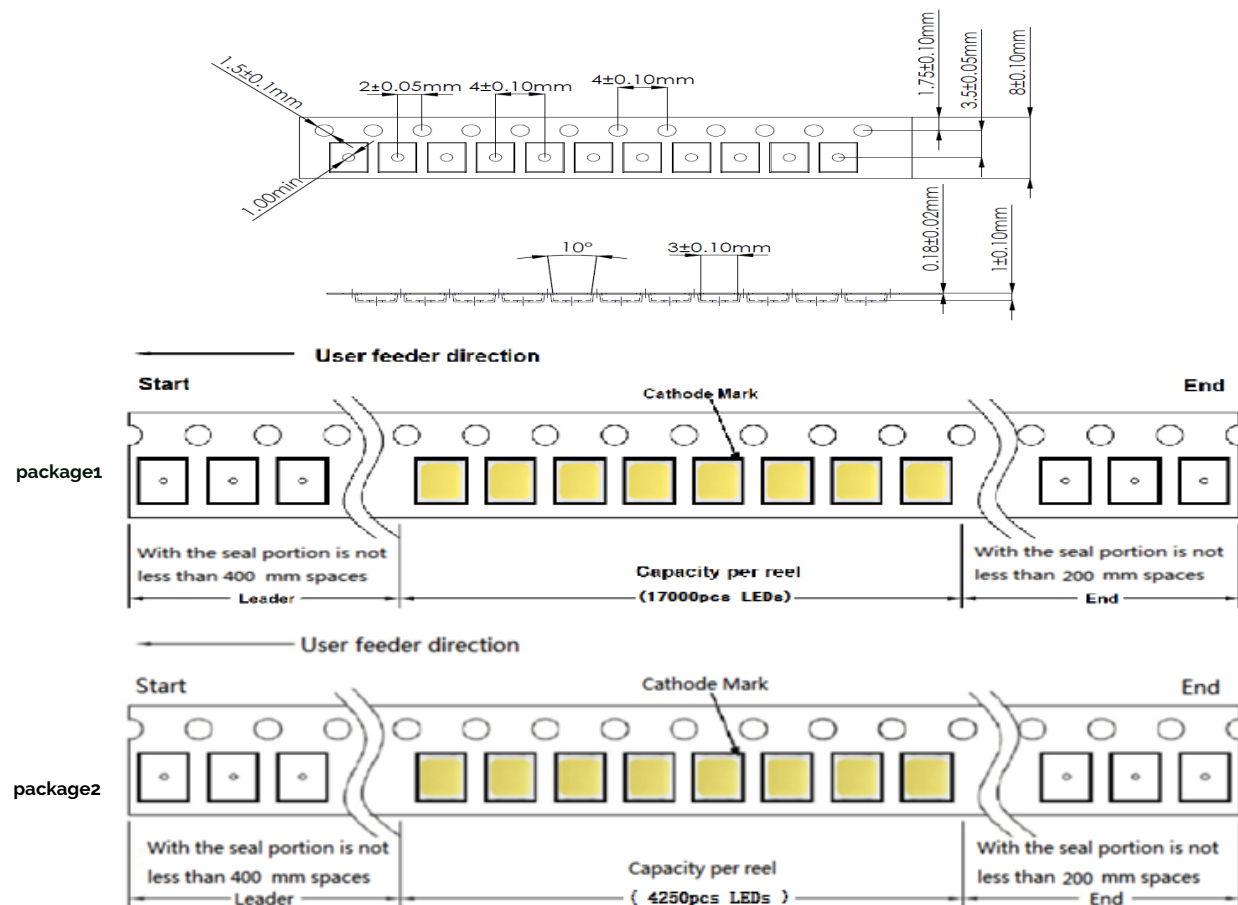 1.5±0.1mm
2±0.05mm
4±0.10mm
4±0.10mm
1.75±0.10mm
3.5±0.05mm
8±0.10mm
1.00min
10°
3±0.10mm
0.18±0.02mm
1±0.10mm
User feeder direction
Start
Cathode Mark
End
package1
With the seal portion is not
less than 400 mm spaces
Leader
Capacity per reel
(17000pcs LEDs)
With the seal portion is not
less than 200 mm spaces
End
User feeder direction
Start
Cathode Mark
End
package2
With the seal portion is not
less than 400 mm spaces
Leader
Capacity per reel
( 4250pcs LEDs )
With the seal portion is not
less than 200 mm spaces
End